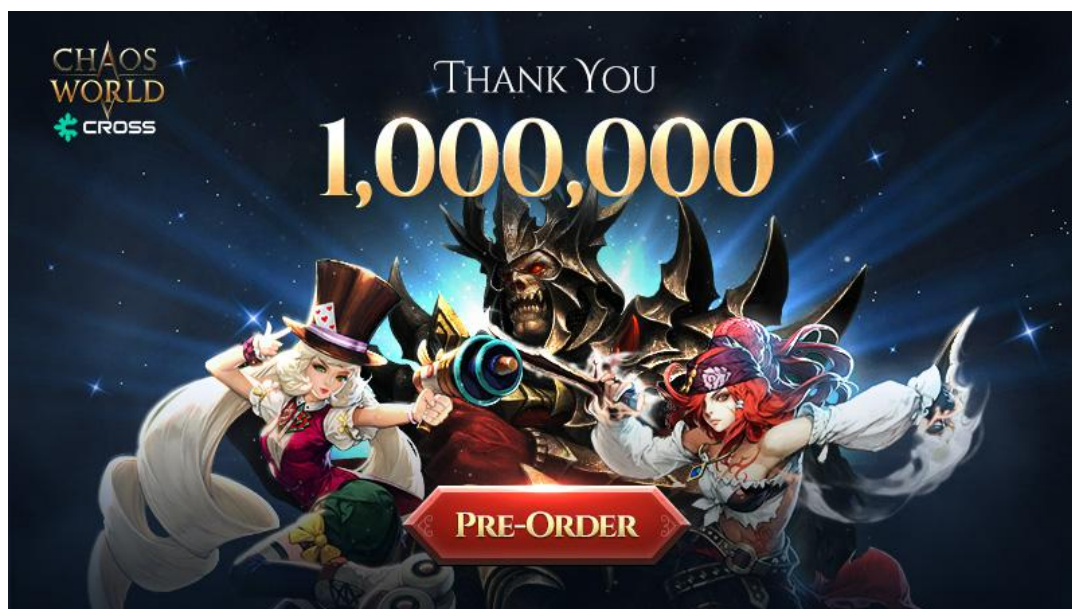 CHAOS
WORLD
CROSS
THANK YOU
1,000,000
PRE-ORDER